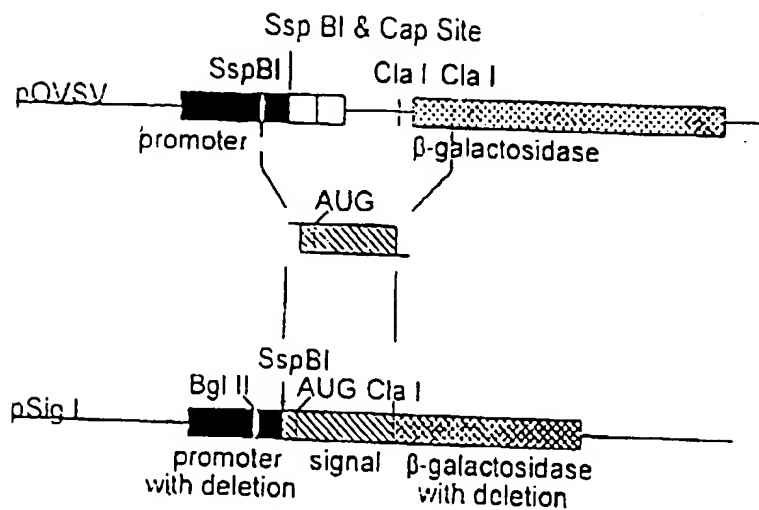 Ssp BI & Cap Site
SspBI
Cla I Cla I
pOVSV
promoter
β-galactosidase
AUG
SspBI
Bgl II
AUG Cla I
pSig I
promoter
with deletion
signal
β-galactosidase
with deletion